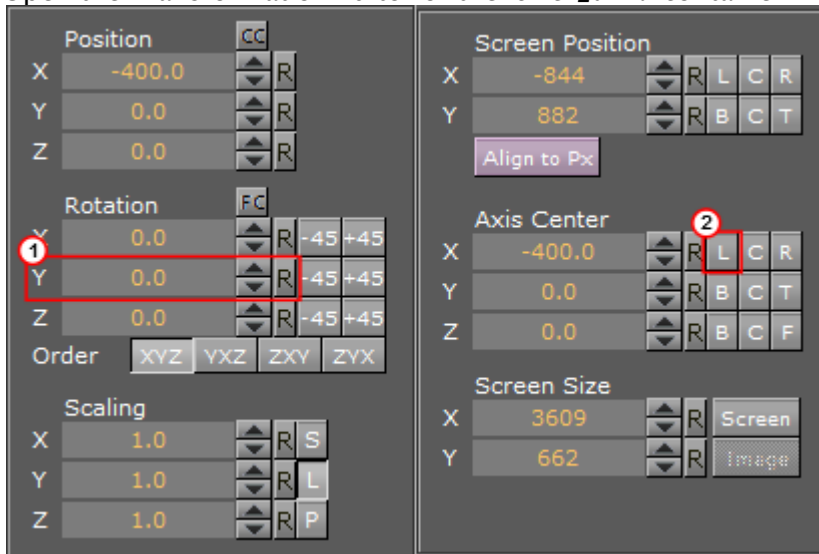 Position CC
X -400.0 R
Y 0.0 R
Z 0.0 R
Rotation FC
X 0.0 R -45 +45
1
Y 0.0 R -45 +45
Z 0.0 R -45 +45
Order XYZ YXZ ZXY ZYX
Scaling
X 1.0 R S
Y 1.0 R L
Z 1.0 R P
Screen Position
X -844 R L C R
Y 882 R B C T
Align to Px
Axis Center
2
X -400.0 R L C R
Y 0.0 R B C T
Z 0.0 R B C F
Screen Size
X 3609 R Screen
Y 662 R Image